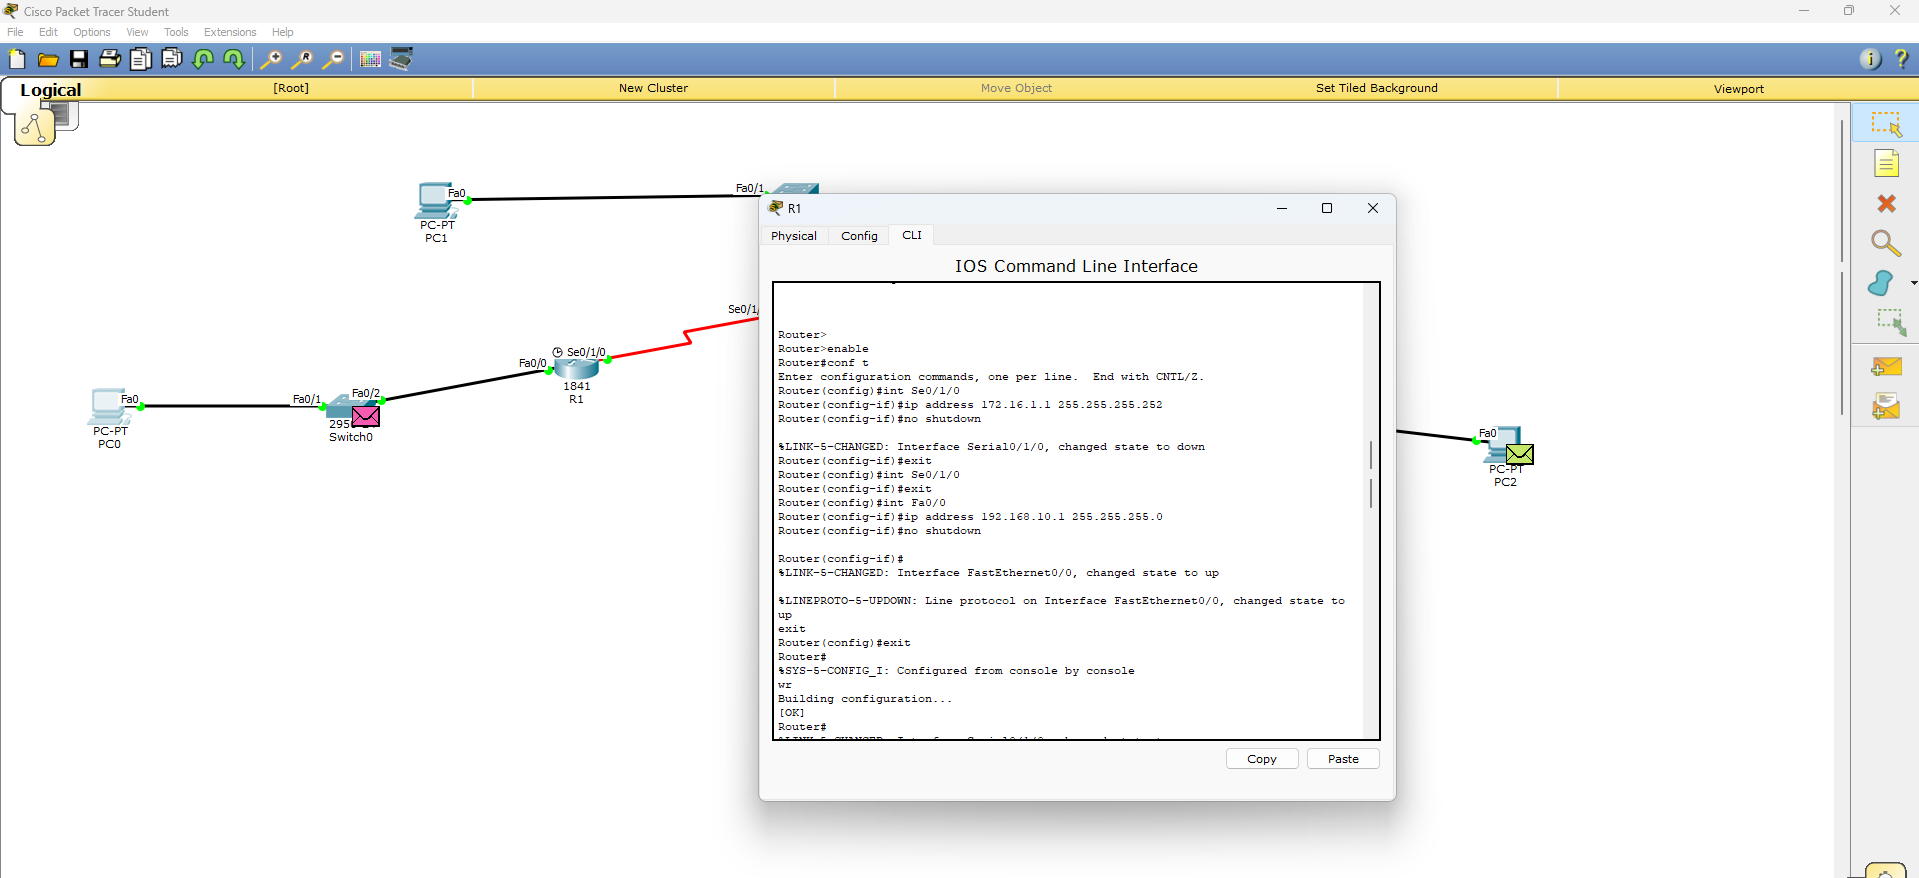 Cisco Packet Tracer Student
File Edit Options View Tools Extensions Help
Logical
[Root]
New Cluster
Move Object
Set Tiled Background
Viewport
Fa0
Fa0/1
PC-PT
PC1
R1
Physical
Config
CLI
IOS Command Line Interface
Router>
Router>enable
Router#conf t
Enter configuration commands, one per line.  End with CNTL/Z.
Router(config)#int Se0/1/0
Router(config-if)#ip address 172.16.1.1 255.255.255.252
Router(config-if)#no shutdown
%LINK-5-CHANGED: Interface Serial0/1/0, changed state to down
Router(config-if)#exit
Router(config)#int Se0/1/0
Router(config-if)#exit
Router(config)#int Fa0/0
Router(config-if)#ip address 192.168.10.1 255.255.255.0
Router(config-if)#no shutdown
Router(config-if)#
%LINK-5-CHANGED: Interface FastEthernet0/0, changed state to up
%LINEPROTO-5-UPDOWN: Line protocol on Interface FastEthernet0/0, changed state to
up
exit
Router(config)#exit
Router#
%SYS-5-CONFIG_I: Configured from console by console
wr
Building configuration...
[OK]
Router#
Copy
Paste
Se0/1/
Fa0/0
Se0/1/0
1841
R1
Fa0
Fa0/1
Fa0/2
PC-PT
PC0
Switch0
Fa0
PC-PT
PC2